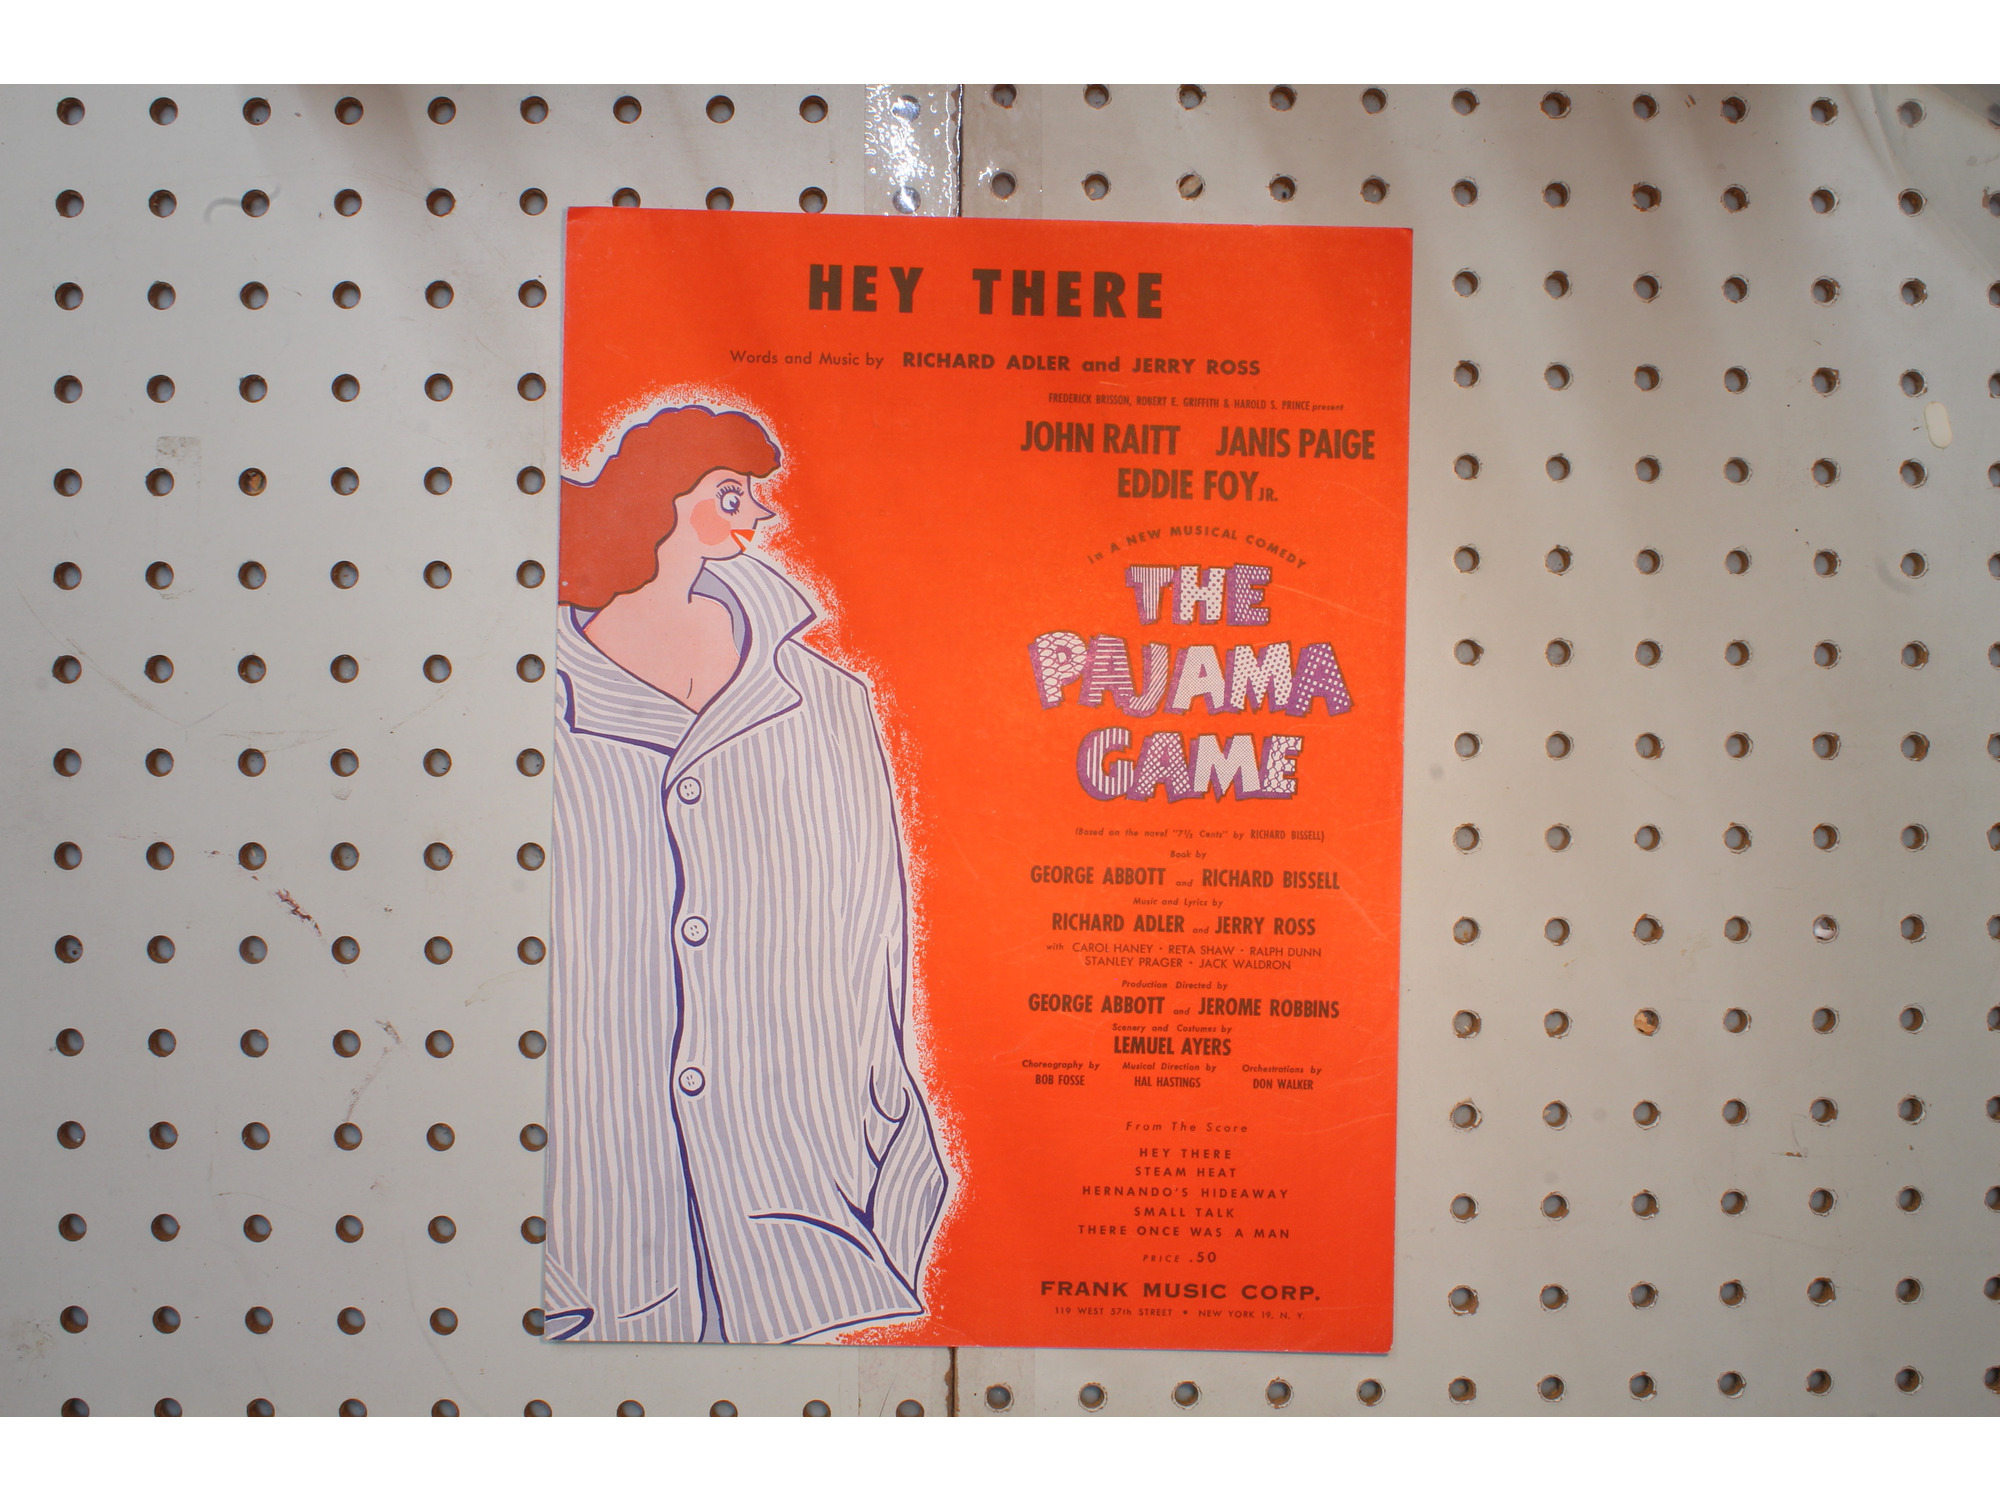 HEY THERE
Words and Music by RICHARD ADLER and JERRY ROSS
FREDERICK BRISSON, ROBERT E. GRIFFITH & HAROLD S. PRINCE present
JOHN RAITT JANIS PAIGE
EDDIE FOY JR.
in A NEW MUSICAL COMEDY
THE
PAJAMA
GAME
(Based on the novel "7½ Cents" by RICHARD BISSELL)
Book by
GEORGE ABBOTT and RICHARD BISSELL
Music and Lyrics by
RICHARD ADLER and JERRY ROSS
with CAROL HANEY • RETA SHAW • RALPH DUNN
STANLEY PRAGER • JACK WALDRON
Production Directed by
GEORGE ABBOTT and JEROME ROBBINS
Scenery and Costumes by
LEMUEL AYERS
Choreography by Musical Direction by Orchestrations by
BOB FOSSE HAL HASTINGS DON WALKER
From The Score
HEY THERE
STEAM HEAT
HERNANDO'S HIDEAWAY
SMALL TALK
THERE ONCE WAS A MAN
PRICE .50
FRANK MUSIC CORP.
119 WEST 57th STREET • NEW YORK 19, N. Y.